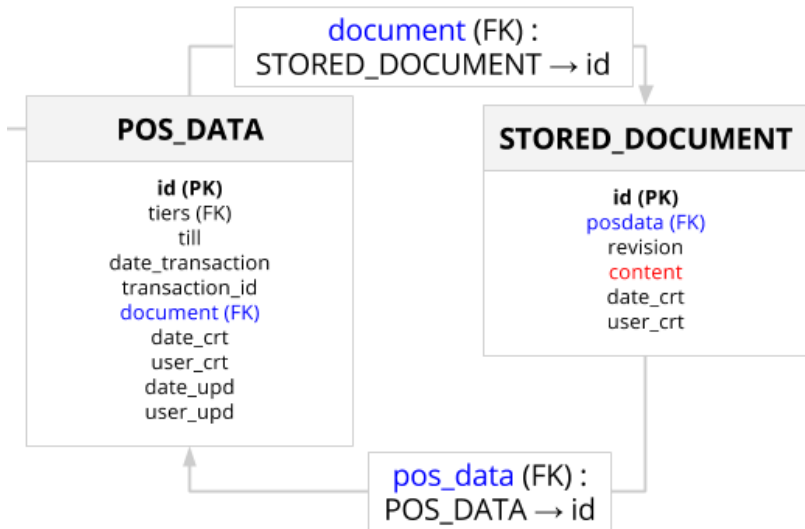 document (FK) :
STORED_DOCUMENT → id
POS_DATA
id (PK)
tiers (FK)
till
date_transaction
transaction_id
document (FK)
date_crt
user_crt
date_upd
user_upd
STORED_DOCUMENT
id (PK)
posdata (FK)
revision
content
date_crt
user_crt
pos_data (FK) :
POS_DATA → id